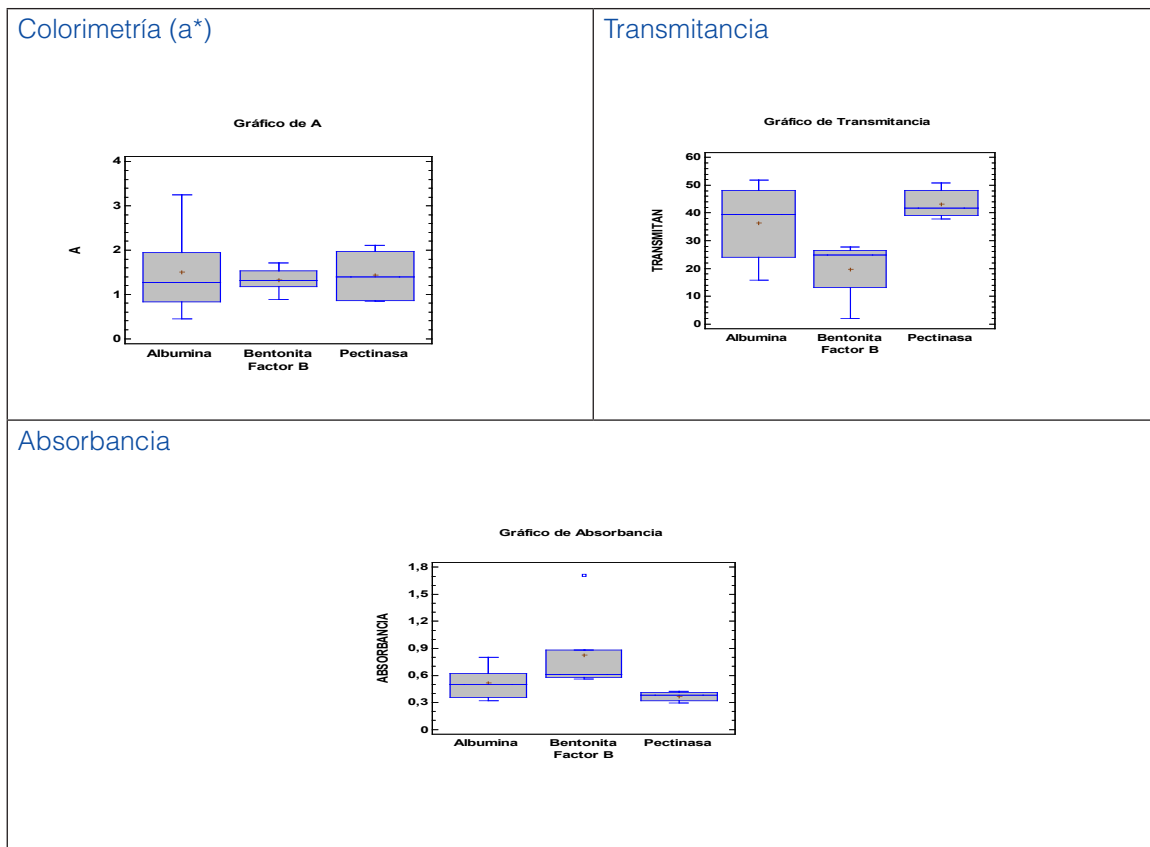 Colorimetría (a*)
Gráfico de A
4
3
2
1
0
A
Albumina Bentonita Pectinasa
Factor B
Transmitancia
Gráfico de Transmitancia
60
50
40
30
20
10
0
TRANSMITAN
Albumina Bentonita Pectinasa
Factor B
Absorbancia
Gráfico de Absorbancia
1,8
1,5
1,2
0,9
0,6
0,3
0
ABSORBANCIA
Albumina Bentonita Pectinasa
Factor B